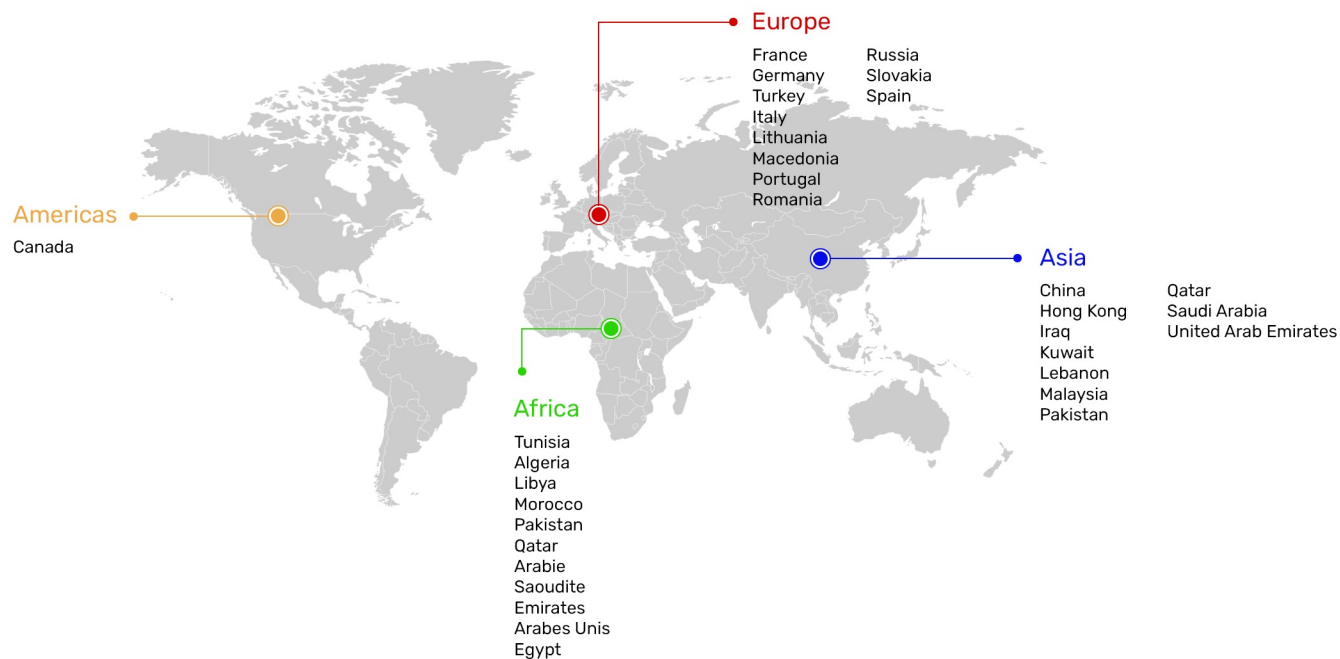 Europe
France
Germany
Turkey
Italy
Lithuania
Macedonia
Portugal
Romania
Russia
Slovakia
Spain
Americas
Canada
Asia
China
Hong Kong
Iraq
Kuwait
Lebanon
Malaysia
Pakistan
Qatar
Saudi Arabia
United Arab Emirates
Africa
Tunisia
Algeria
Libya
Morocco
Pakistan
Qatar
Arabie
Saoudite
Emirates
Arabes Unis
Egypt